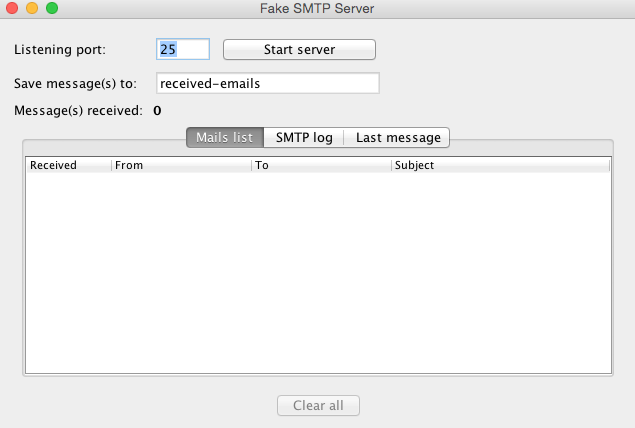 Fake SMTP Server
Listening port: 25 Start server
Save message(s) to: received-emails
Message(s) received: 0
Mails list SMTP log Last message
Received From To Subject
Clear all